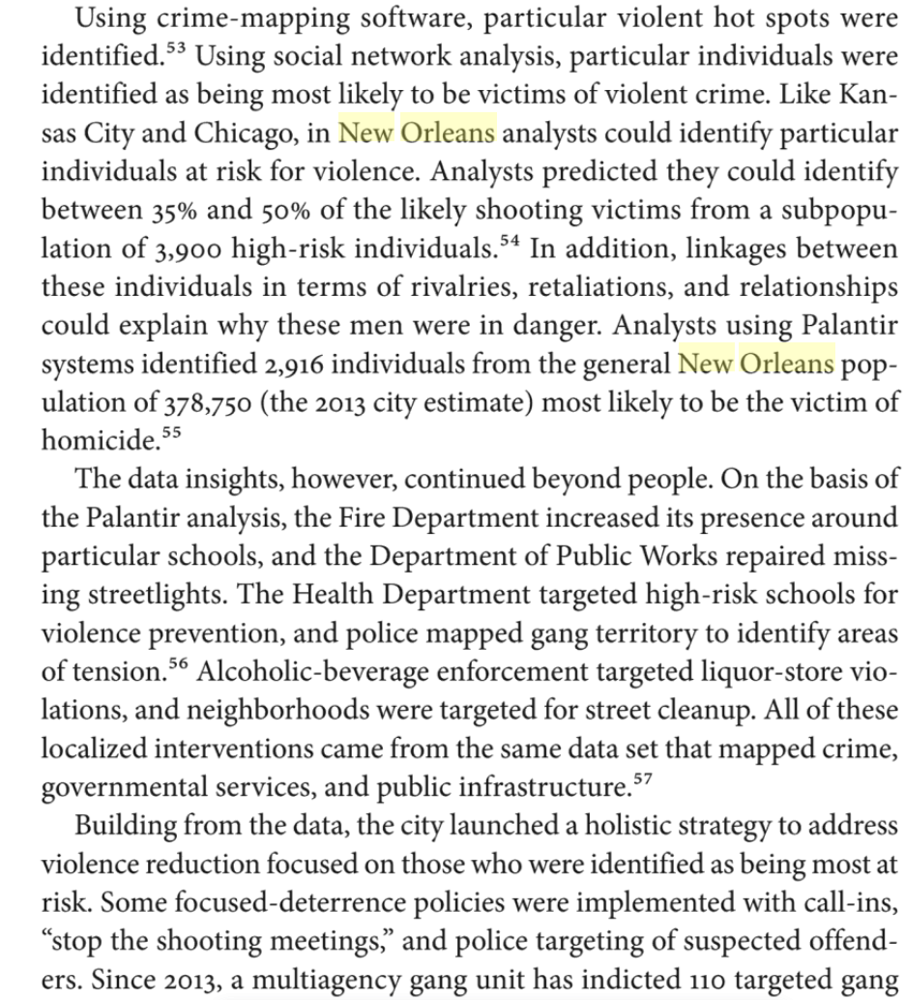 Using crime-mapping software, particular violent hot spots were
identified.53 Using social network analysis, particular individuals were
identified as being most likely to be victims of violent crime. Like Kan-
sas City and Chicago, in New Orleans analysts could identify particular
individuals at risk for violence. Analysts predicted they could identify
between 35% and 50% of the likely shooting victims from a subpopu-
lation of 3,900 high-risk individuals.54 In addition, linkages between
these individuals in terms of rivalries, retaliations, and relationships
could explain why these men were in danger. Analysts using Palantir
systems identified 2,916 individuals from the general New Orleans pop-
ulation of 378,750 (the 2013 city estimate) most likely to be the victim of
homicide.55
The data insights, however, continued beyond people. On the basis of
the Palantir analysis, the Fire Department increased its presence around
particular schools, and the Department of Public Works repaired miss-
ing streetlights. The Health Department targeted high-risk schools for
violence prevention, and police mapped gang territory to identify areas
of tension.56 Alcoholic-beverage enforcement targeted liquor-store vio-
lations, and neighborhoods were targeted for street cleanup. All of these
localized interventions came from the same data set that mapped crime,
governmental services, and public infrastructure.57
Building from the data, the city launched a holistic strategy to address
violence reduction focused on those who were identified as being most at
risk. Some focused-deterrence policies were implemented with call-ins,
“stop the shooting meetings,” and police targeting of suspected offend-
ers. Since 2013, a multiagency gang unit has indicted 110 targeted gang